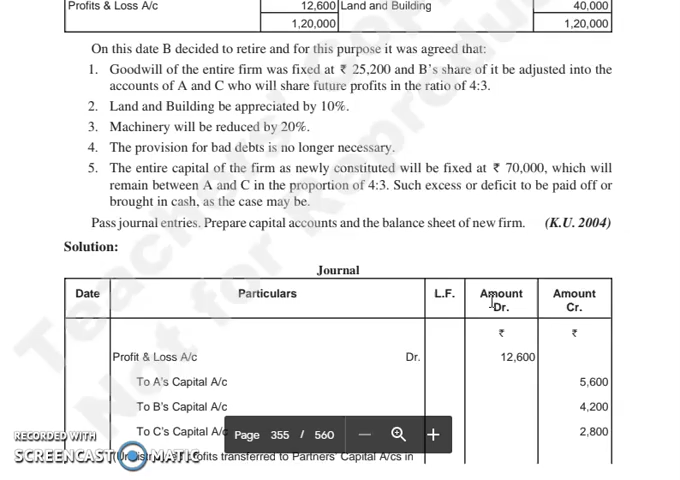 Profits & Loss A/c 12,600 Land and Building 40,000
1,20,000 1,20,000
On this date B decided to retire and for this purpose it was agreed that:
1. Goodwill of the entire firm was fixed at ₹ 25,200 and B's share of it be adjusted into the
accounts of A and C who will share future profits in the ratio of 4:3.
2. Land and Building be appreciated by 10%.
3. Machinery will be reduced by 20%.
4. The provision for bad debts is no longer necessary.
5. The entire capital of the firm as newly constituted will be fixed at ₹ 70,000, which will
remain between A and C in the proportion of 4:3. Such excess or deficit to be paid off or
brought in cash, as the case may be.
Pass journal entries. Prepare capital accounts and the balance sheet of new firm. (K.U. 2004)
Solution:
Journal
Date Particulars L.F. Amount Amount
Dr. Cr.
₹ ₹
Profit & Loss A/c Dr. 12,600
To A's Capital A/c 5,600
To B's Capital A/c 4,200
To C's Capital A/c 2,800
Page 355 / 560
RECORDED WITH
SCREENCAST MATIC
transferred to Partners' Capital A/cs in